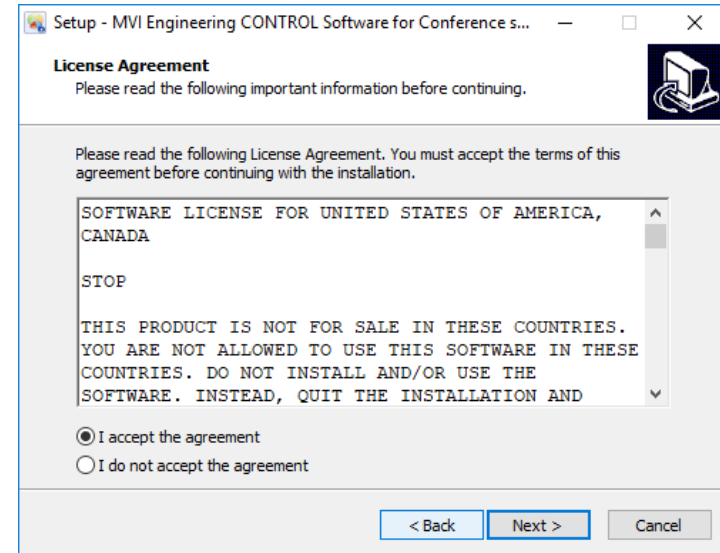 Setup - MVI Engineering CONTROL Software for Conference s...
License Agreement
Please read the following important information before continuing.
Please read the following License Agreement. You must accept the terms of this
agreement before continuing with the installation.
SOFTWARE LICENSE FOR UNITED STATES OF AMERICA,
CANADA
STOP
THIS PRODUCT IS NOT FOR SALE IN THESE COUNTRIES.
YOU ARE NOT ALLOWED TO USE THIS SOFTWARE IN THESE
COUNTRIES. DO NOT INSTALL AND/OR USE THE
SOFTWARE. INSTEAD, QUIT THE INSTALLATION AND
I accept the agreement
I do not accept the agreement
< Back Next > Cancel